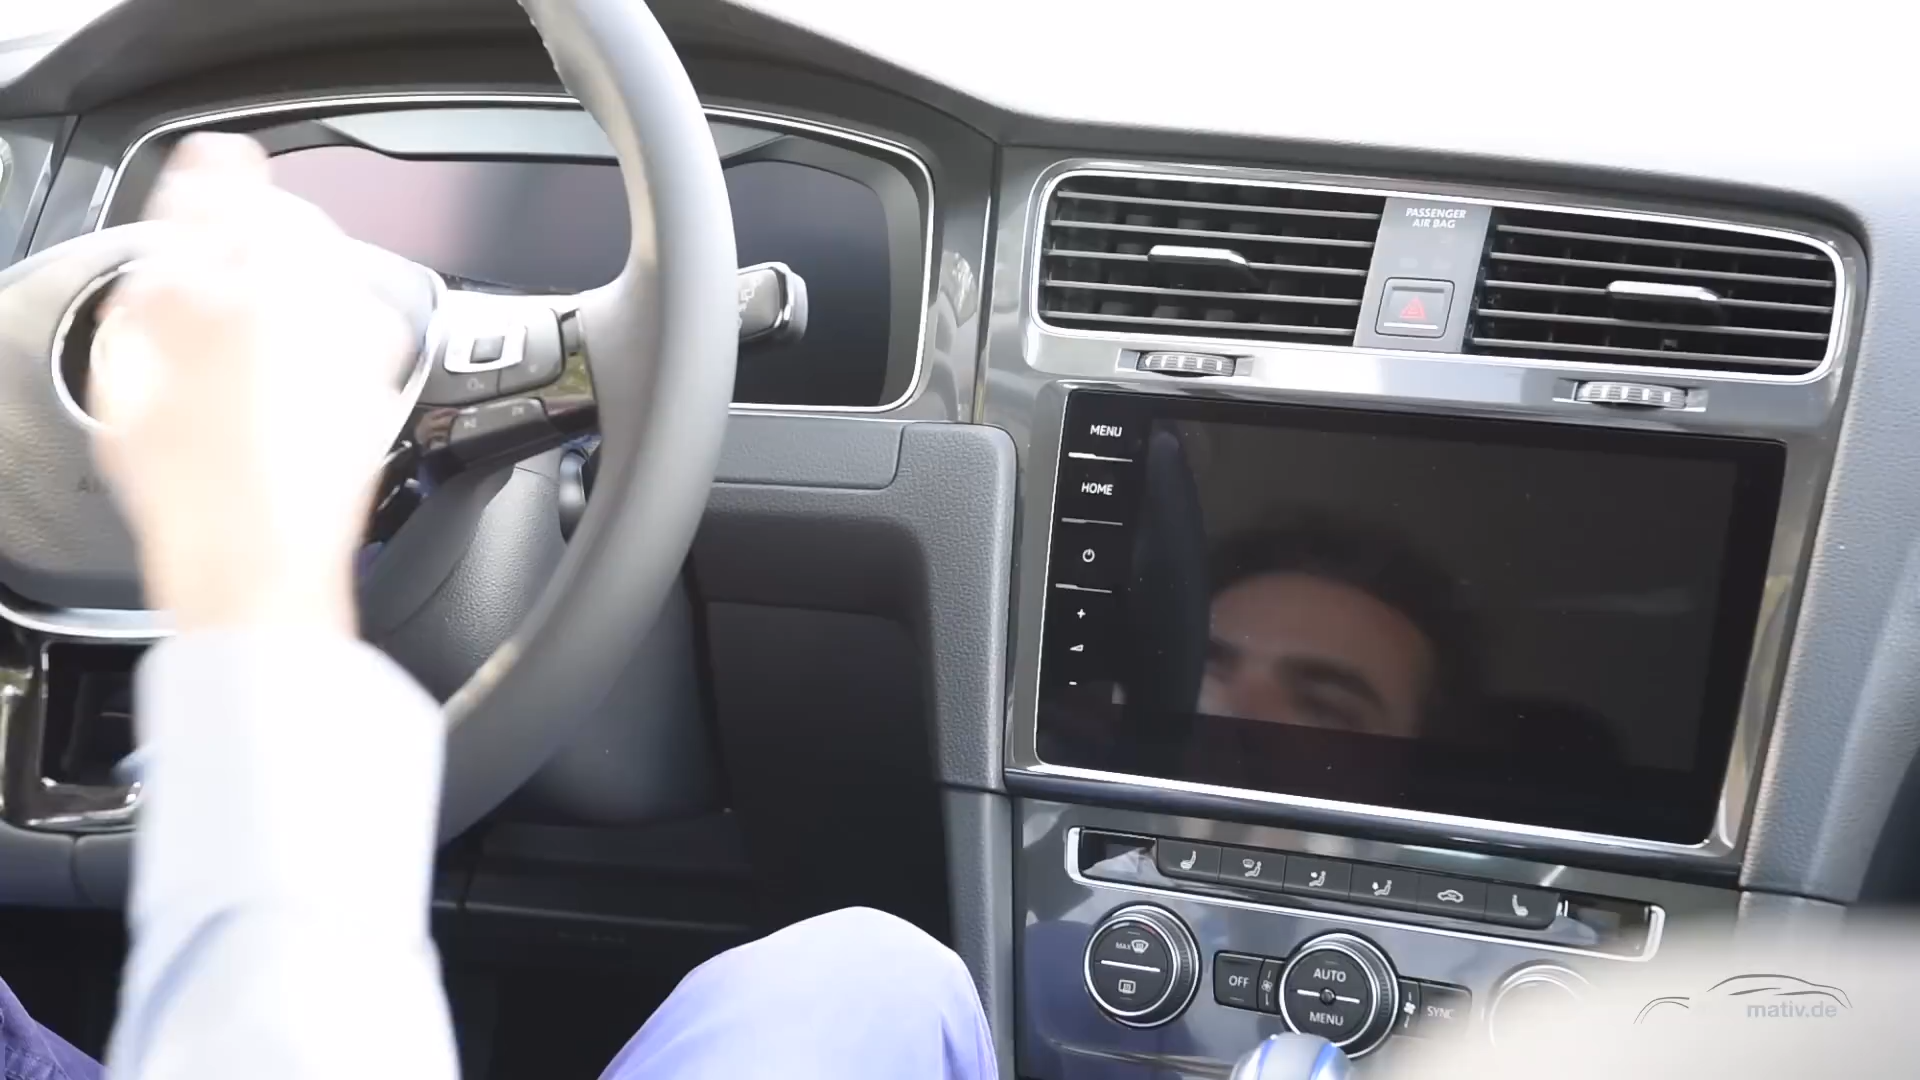 PASSENGER
AIR BAG
MENU
HOME
+
-
MAX
OFF
AUTO
MENU
SYNC
mativ.de